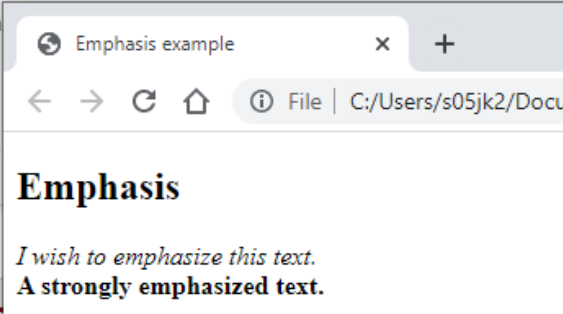 Emphasis example
File C:/Users/s05jk2/Docu
Emphasis
I wish to emphasize this text.
A strongly emphasized text.